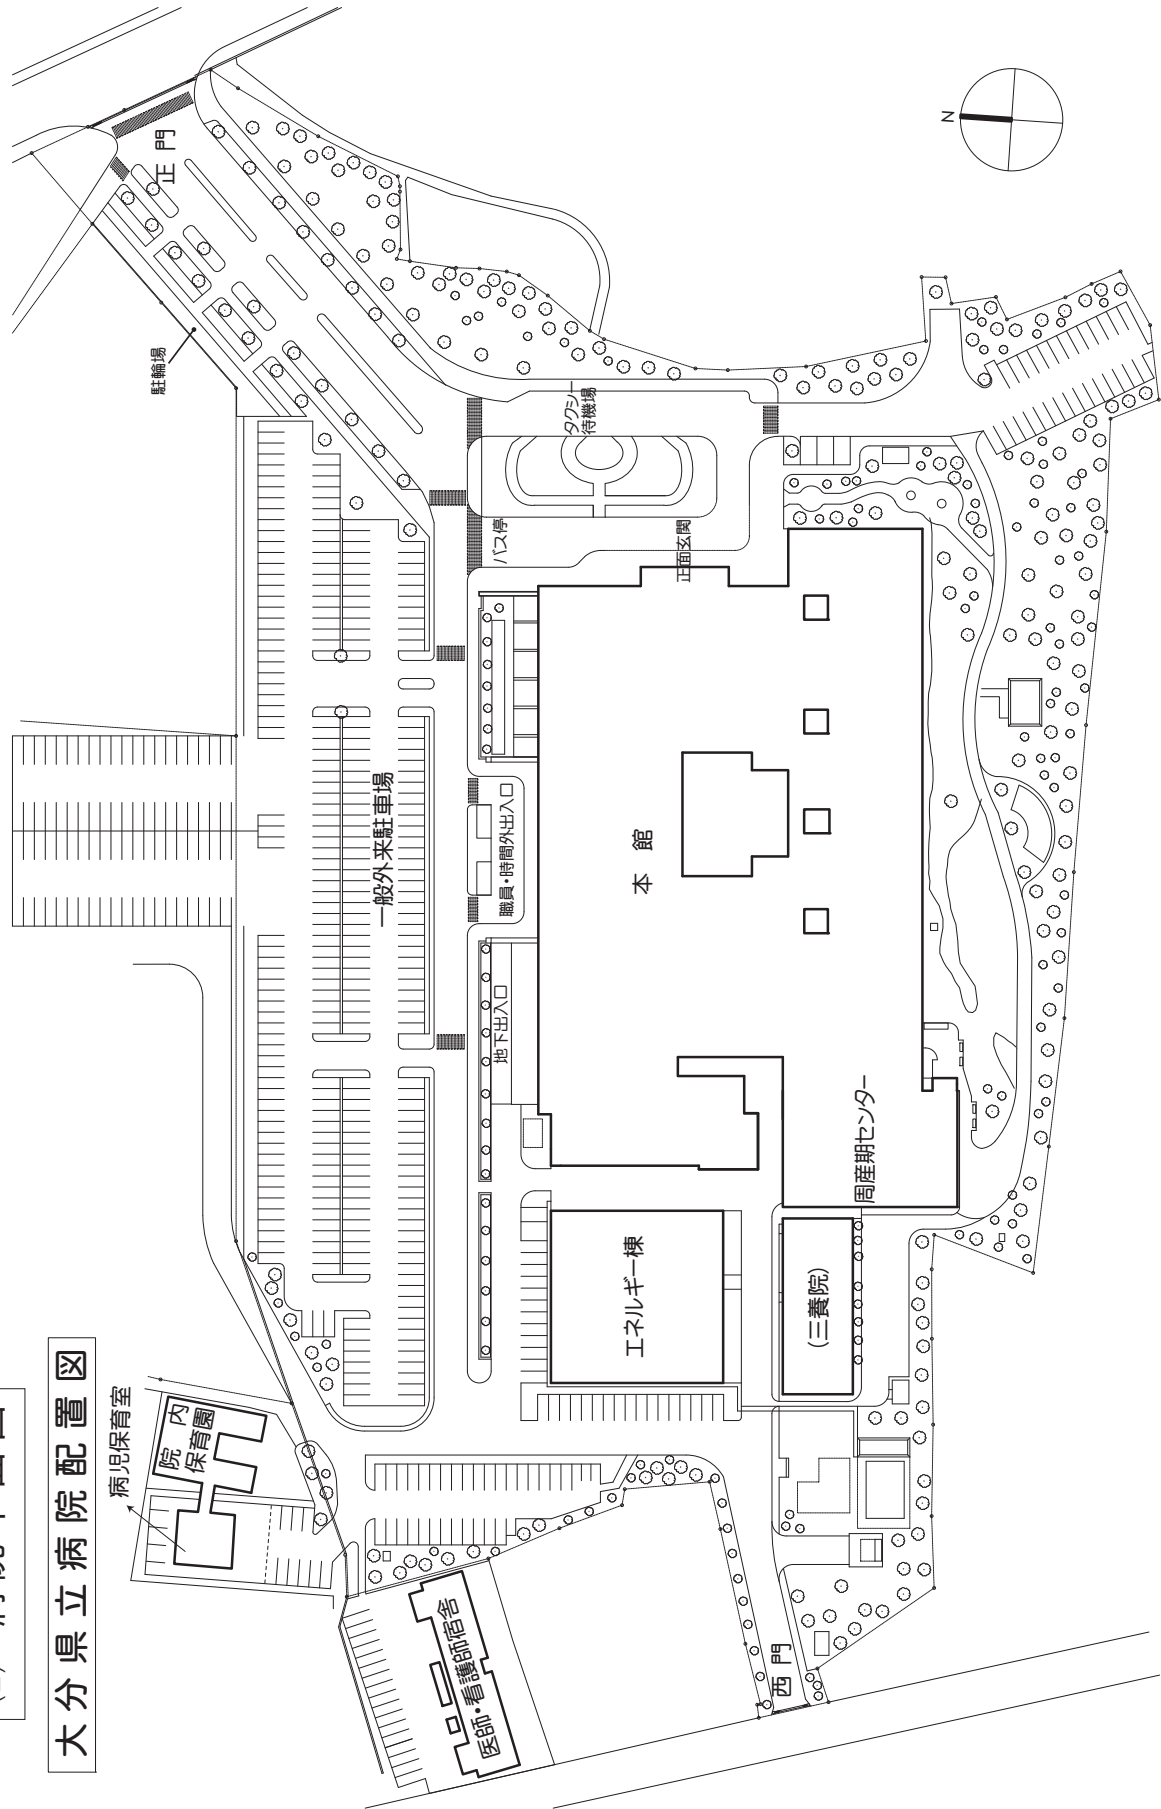 大分県立病院配置図
病児保育室
院内
保育園
医師・看護師宿舎
西門
駐輪場
正門
一般外来駐車場
バス停
タクシー
待機場
正面玄関
職員・時間外出入口
地下出入口
本館
エネルギー棟
周産期センター
(三養院)
N